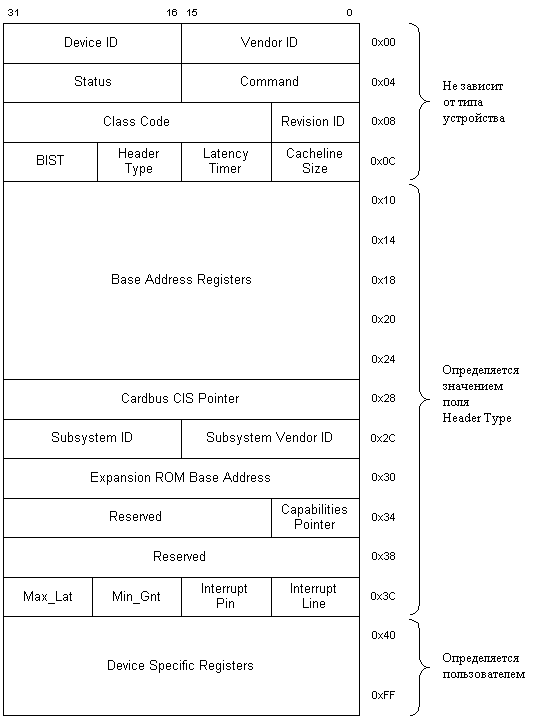 31 16 15 0
Device ID Vendor ID 0x00
Status Command 0x04
Class Code Revision ID 0x08
BIST Header Type Latency Timer Cacheline Size 0x0C
Не зависит
от типа
устройства
0x10
0x14
Base Address Registers 0x18
0x20
0x24
Cardbus CIS Pointer 0x28
Subsystem ID Subsystem Vendor ID 0x2C
Expansion ROM Base Address 0x30
Reserved Capabilities Pointer 0x34
Reserved 0x38
Max_Lat Min_Gnt Interrupt Pin Interrupt Line 0x3C
Определяется
значением
поля
Header Type
0x40
Device Specific Registers
0xFF
Определяется
пользователем